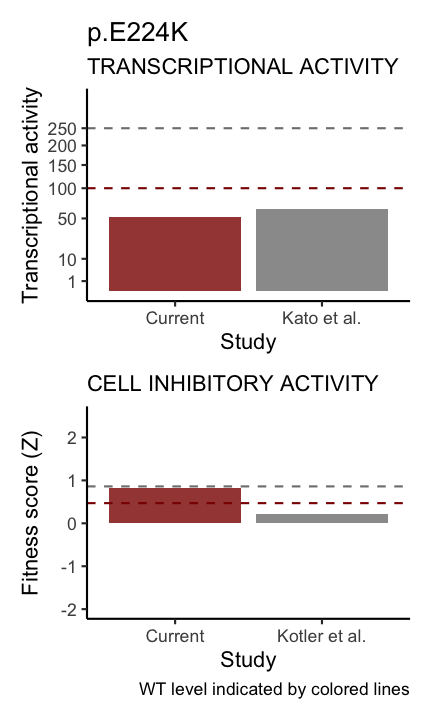 p.E224K
TRANSCRIPTIONAL ACTIVITY
Transcriptional activity
250
200
150
100
50
10
1
Current
Kato et al.
Study
CELL INHIBITORY ACTIVITY
Fitness score (Z)
2
1
0
-1
-2
Current
Kotler et al.
Study
WT level indicated by colored lines